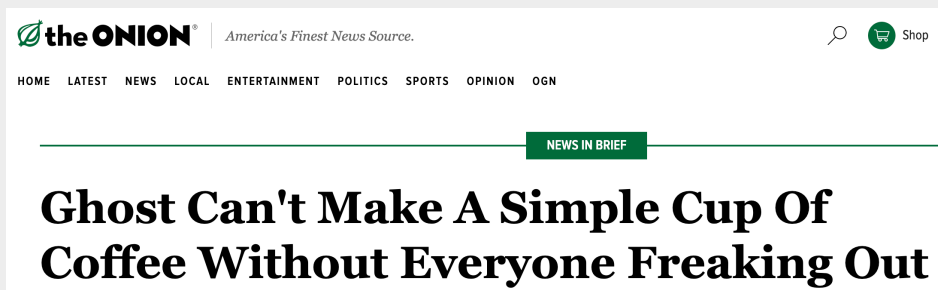 the ONION® America's Finest News Source. Shop
HOME LATEST NEWS LOCAL ENTERTAINMENT POLITICS SPORTS OPINION OGN
NEWS IN BRIEF
Ghost Can't Make A Simple Cup Of
Coffee Without Everyone Freaking Out